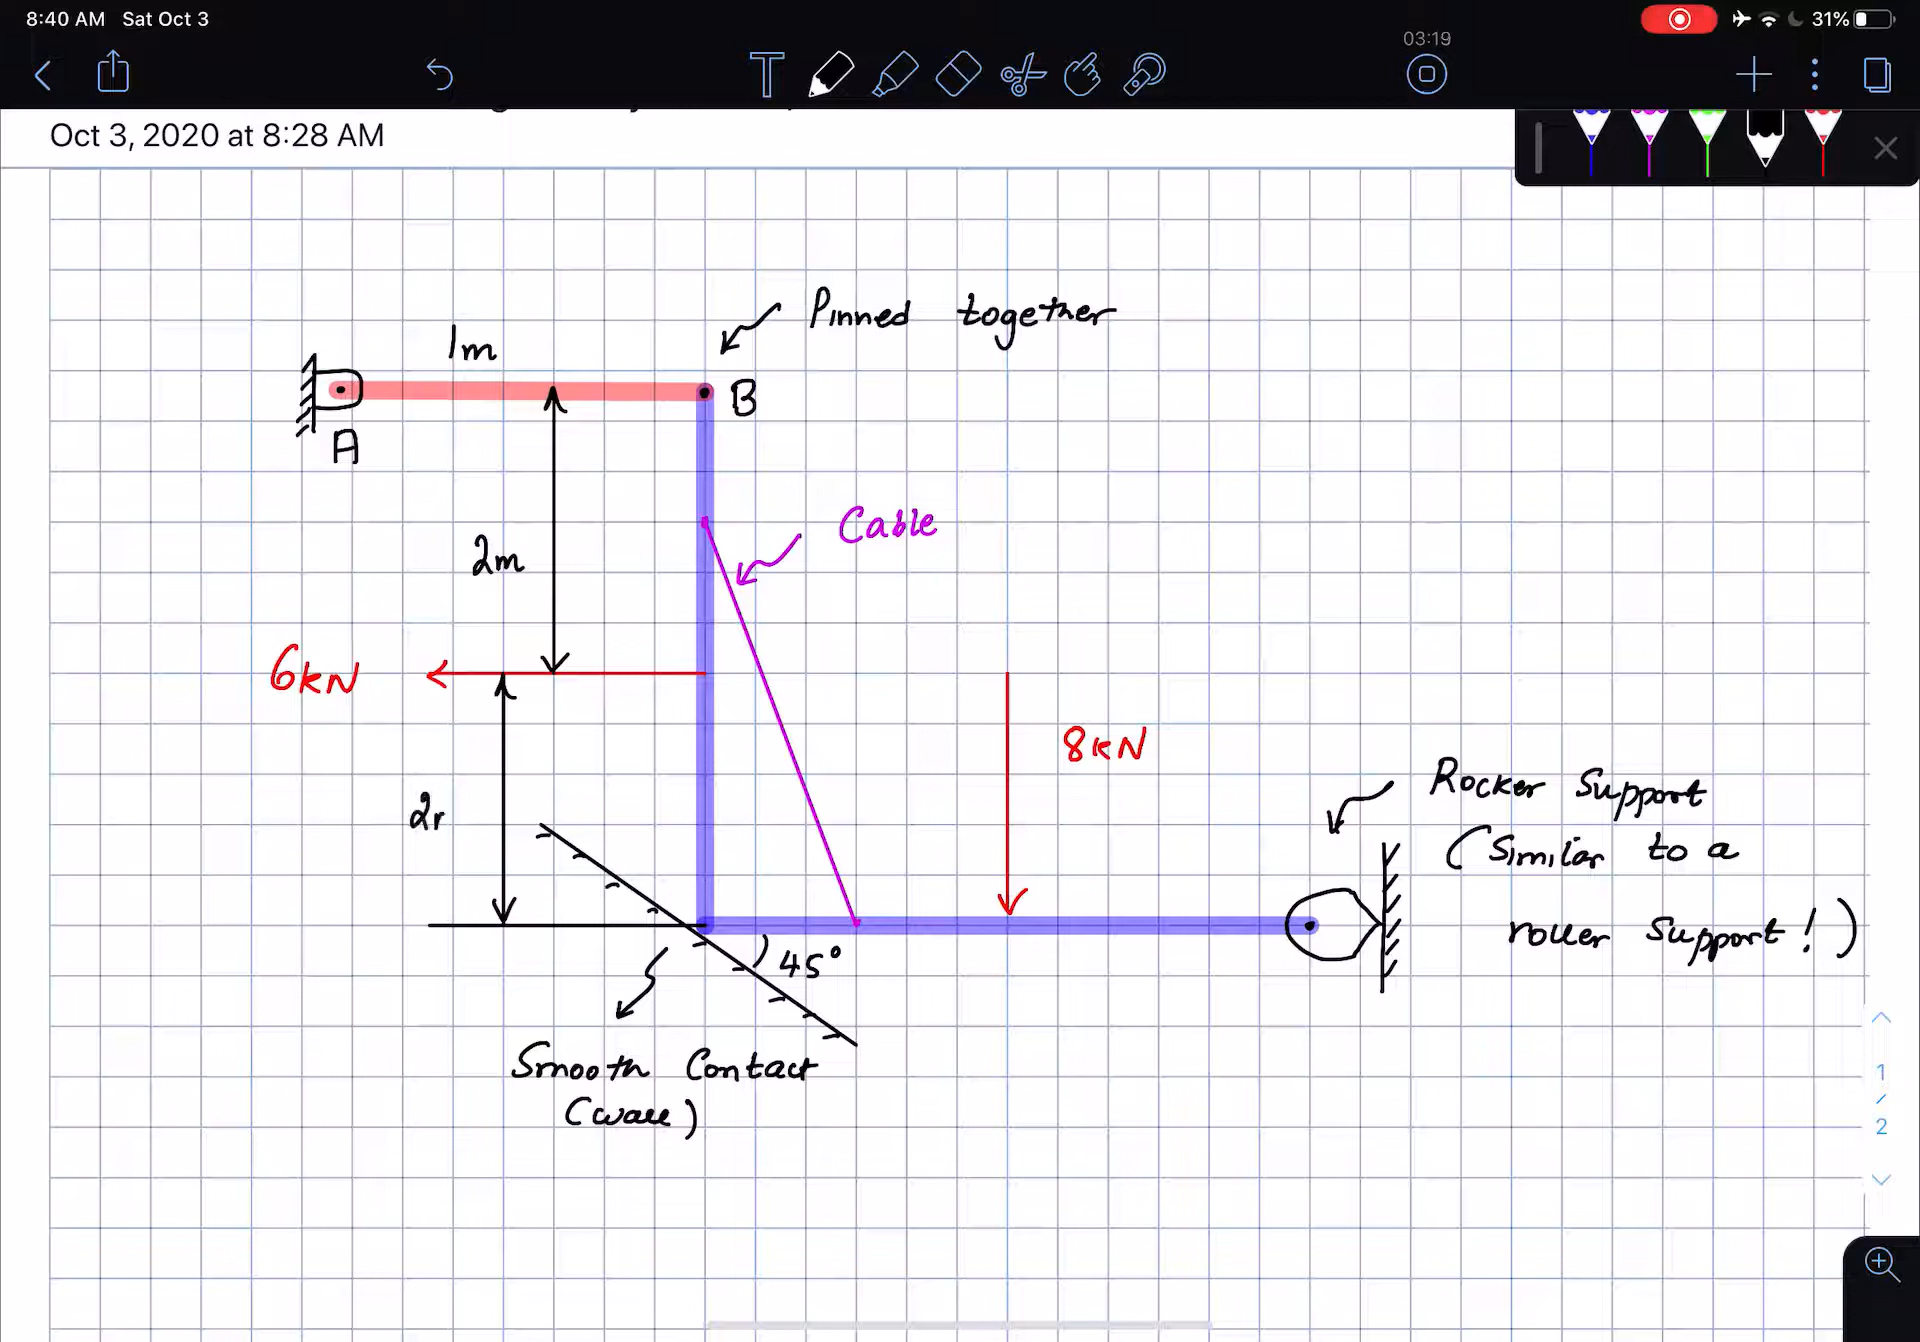 8:40 AM Sat Oct 3
31%
03:19
Oct 3, 2020 at 8:28 AM
Pinned together
1m
B
A
Cable
2m
6kN
8kN
2r
Rocker Support
(Similar to a
roller support!)
45°
Smooth Contact
(wall)
1
/
2